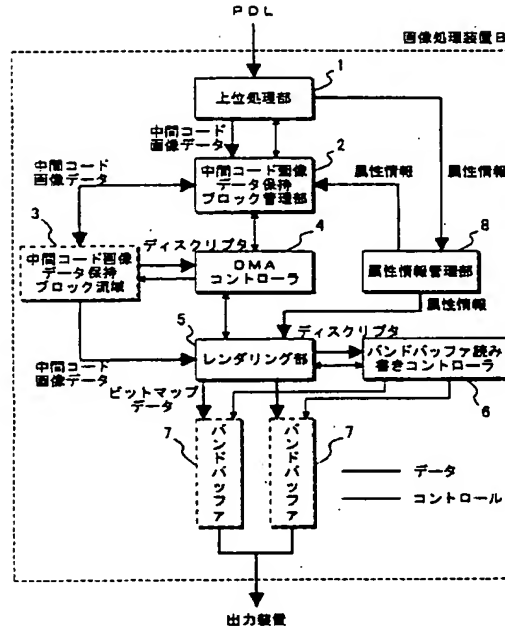 PDL
画像処理装置B
1
上位処理部
中間コード
画像データ
2
中間コード
画像データ
中間コード画像
データ保持
ブロック管理部
属性情報
属性情報
3
ディスクリプタ
4
8
中間コード画像
データ保持
ブロック流域
DMA
コントローラ
属性情報管理部
属性情報
5
ディスクリプタ
中間コード
画像データ
レンダリング部
バンドバッファ読み
書きコントローラ
ビットマップ
データ
6
7
バンドバッファ
バンドバッファ
7
データ
コントロール
出力装置